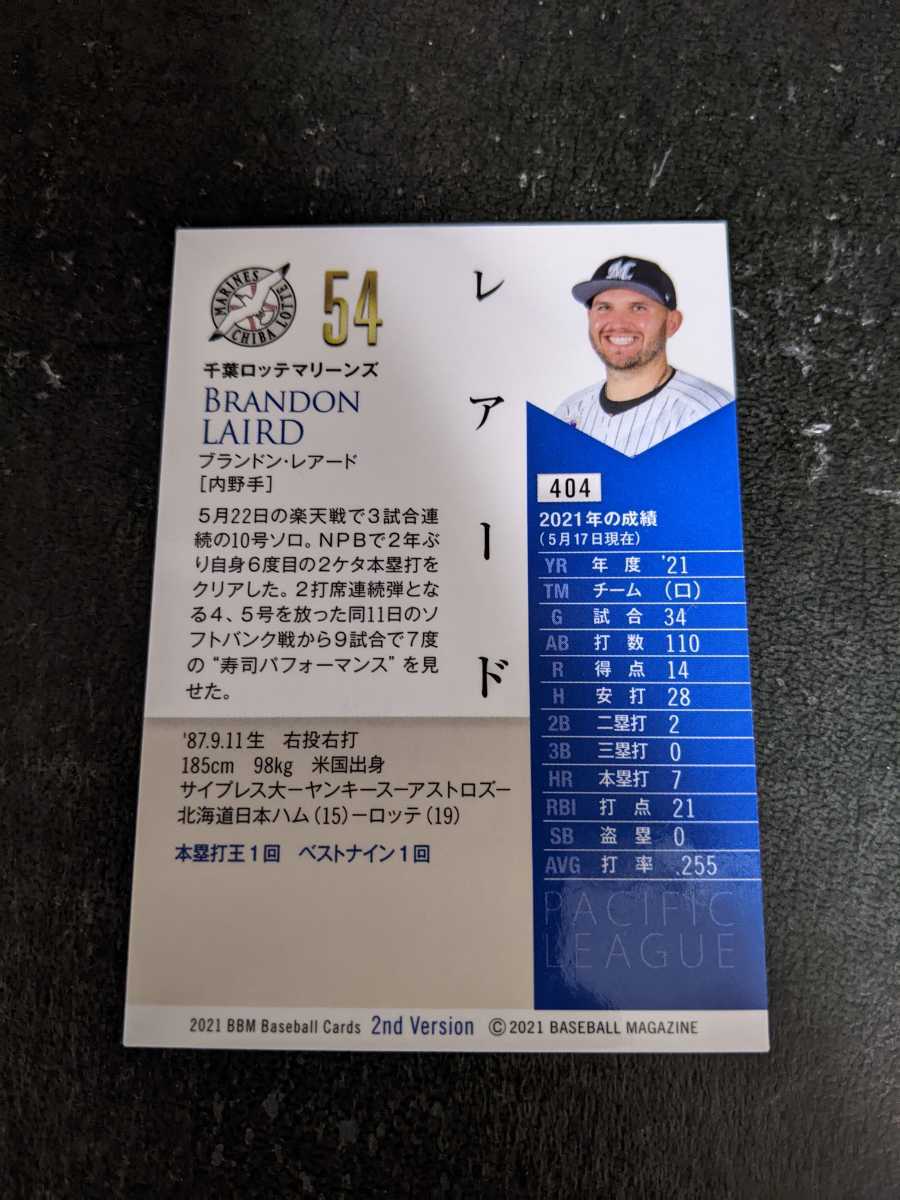 MARINES
CHIBA LOTTE
54
千葉ロッテマリーンズ
BRANDON
LAIRD
ブランドン・レアード
[内野手]
5月22日の楽天戦で3試合連
続の10号ソロ。NPBで2年ぶ
り自身6度目の2ケタ本塁打を
クリアした。2打席連続弾とな
る4、5号を放った同11日のソ
フトバンク戦から9試合で7度
の“寿司パフォーマンス”を見
せた。
レアード
M
404
2021年の成績
(5月17日現在)
YR 年度 '21
TM チーム (ロ)
G 試合 34
AB 打数 110
R 得点 14
H 安打 28
2B 二塁打 2
3B 三塁打 0
HR 本塁打 7
RBI 打点 21
SB 盗塁 0
AVG 打率 .255
PACIFIC
LEAGUE
'87.9.11生 右投右打
185cm 98kg 米国出身
サイプレス大ーヤンキースーアストロズー
北海道日本ハム(15)ーロッテ(19)
本塁打王1回 ベストナイン1回
2021 BBM Baseball Cards 2nd Version ©2021 BASEBALL MAGAZINE